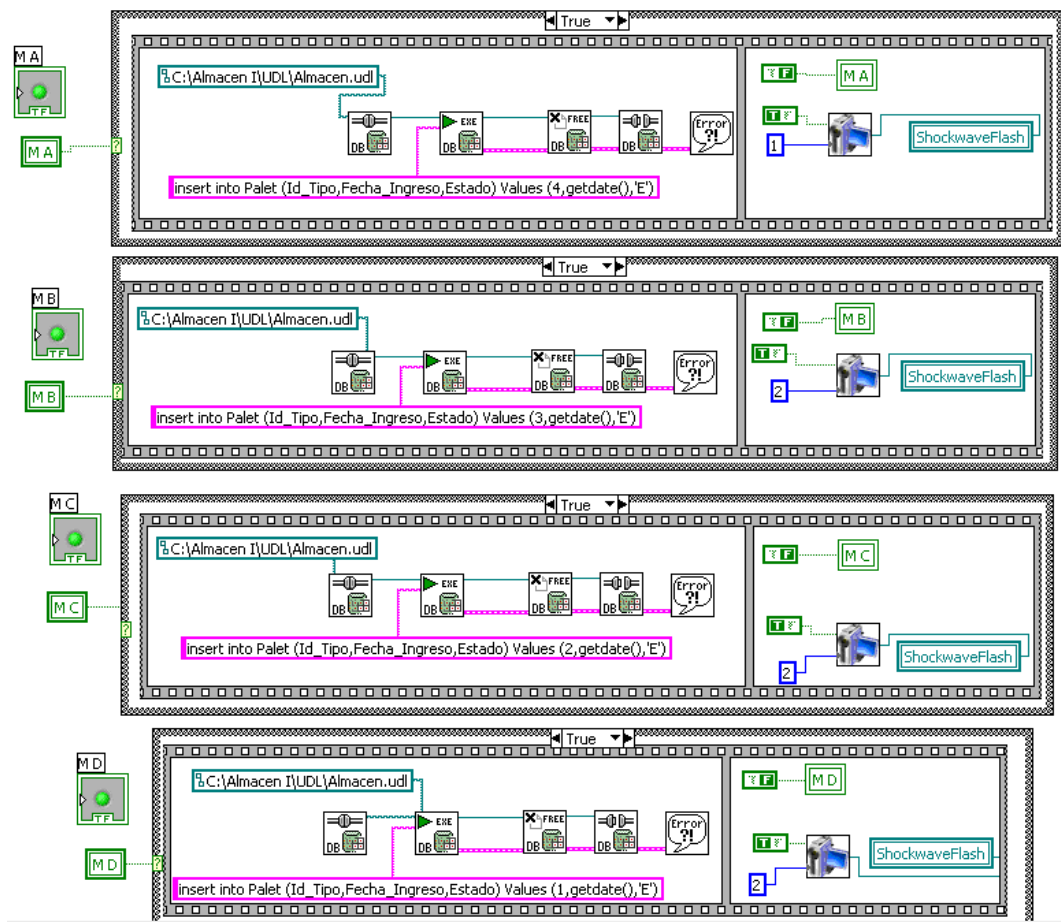 True
M A
TF
C:\Almacen I\UDL\Almacen.udl
F
M A
EXE
FREE
Error
?!
T
DB
DB
DB
DB
ShockwaveFlash
M A
?
1
insert into Palet (Id_Tipo,Fecha_Ingreso,Estado) Values (4,getdate(),'E')
True
M B
TF
C:\Almacen I\UDL\Almacen.udl
F
M B
EXE
FREE
Error
?!
T
DB
DB
DB
DB
ShockwaveFlash
M B
?
2
insert into Palet (Id_Tipo,Fecha_Ingreso,Estado) Values (3,getdate(),'E')
True
M C
TF
C:\Almacen I\UDL\Almacen.udl
F
M C
EXE
FREE
Error
?!
DB
DB
DB
DB
M C
?
T
insert into Palet (Id_Tipo,Fecha_Ingreso,Estado) Values (2,getdate(),'E')
ShockwaveFlash
2
True
M D
TF
C:\Almacen I\UDL\Almacen.udl
F
M D
EXE
FREE
Error
?!
DB
DB
DB
DB
T
ShockwaveFlash
M D
?
2
insert into Palet (Id_Tipo,Fecha_Ingreso,Estado) Values (1,getdate(),'E')